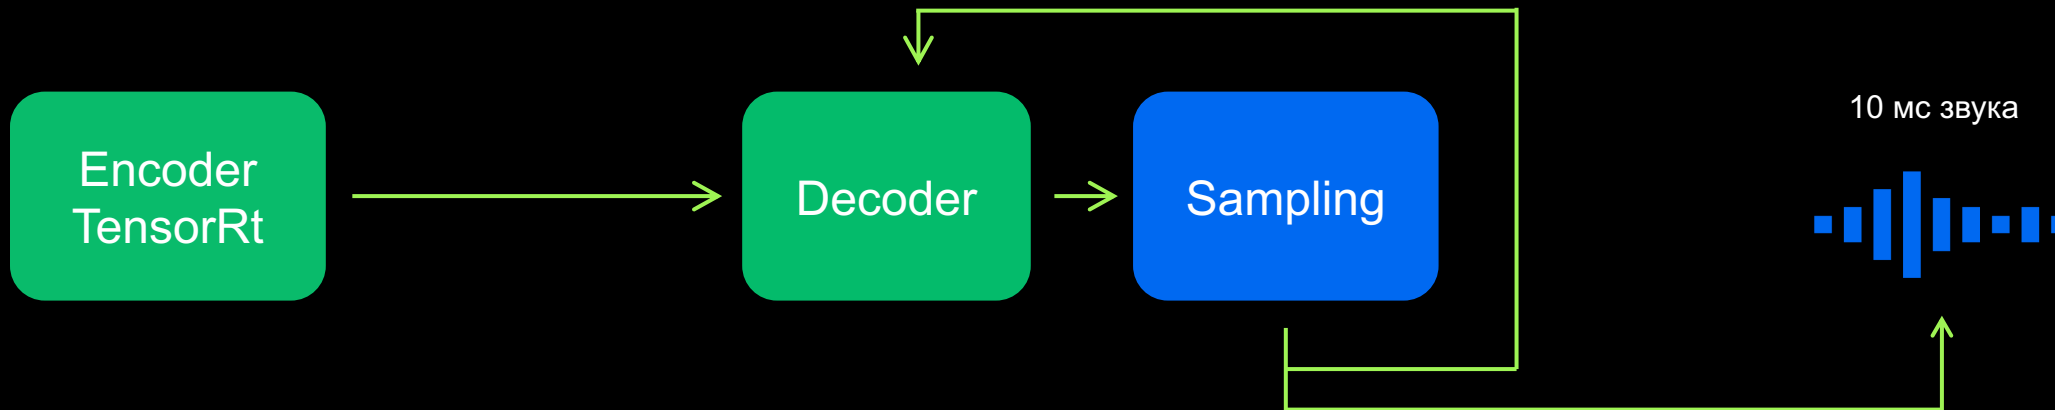 Encoder
TensorRt
Decoder
Sampling
10 мс звука